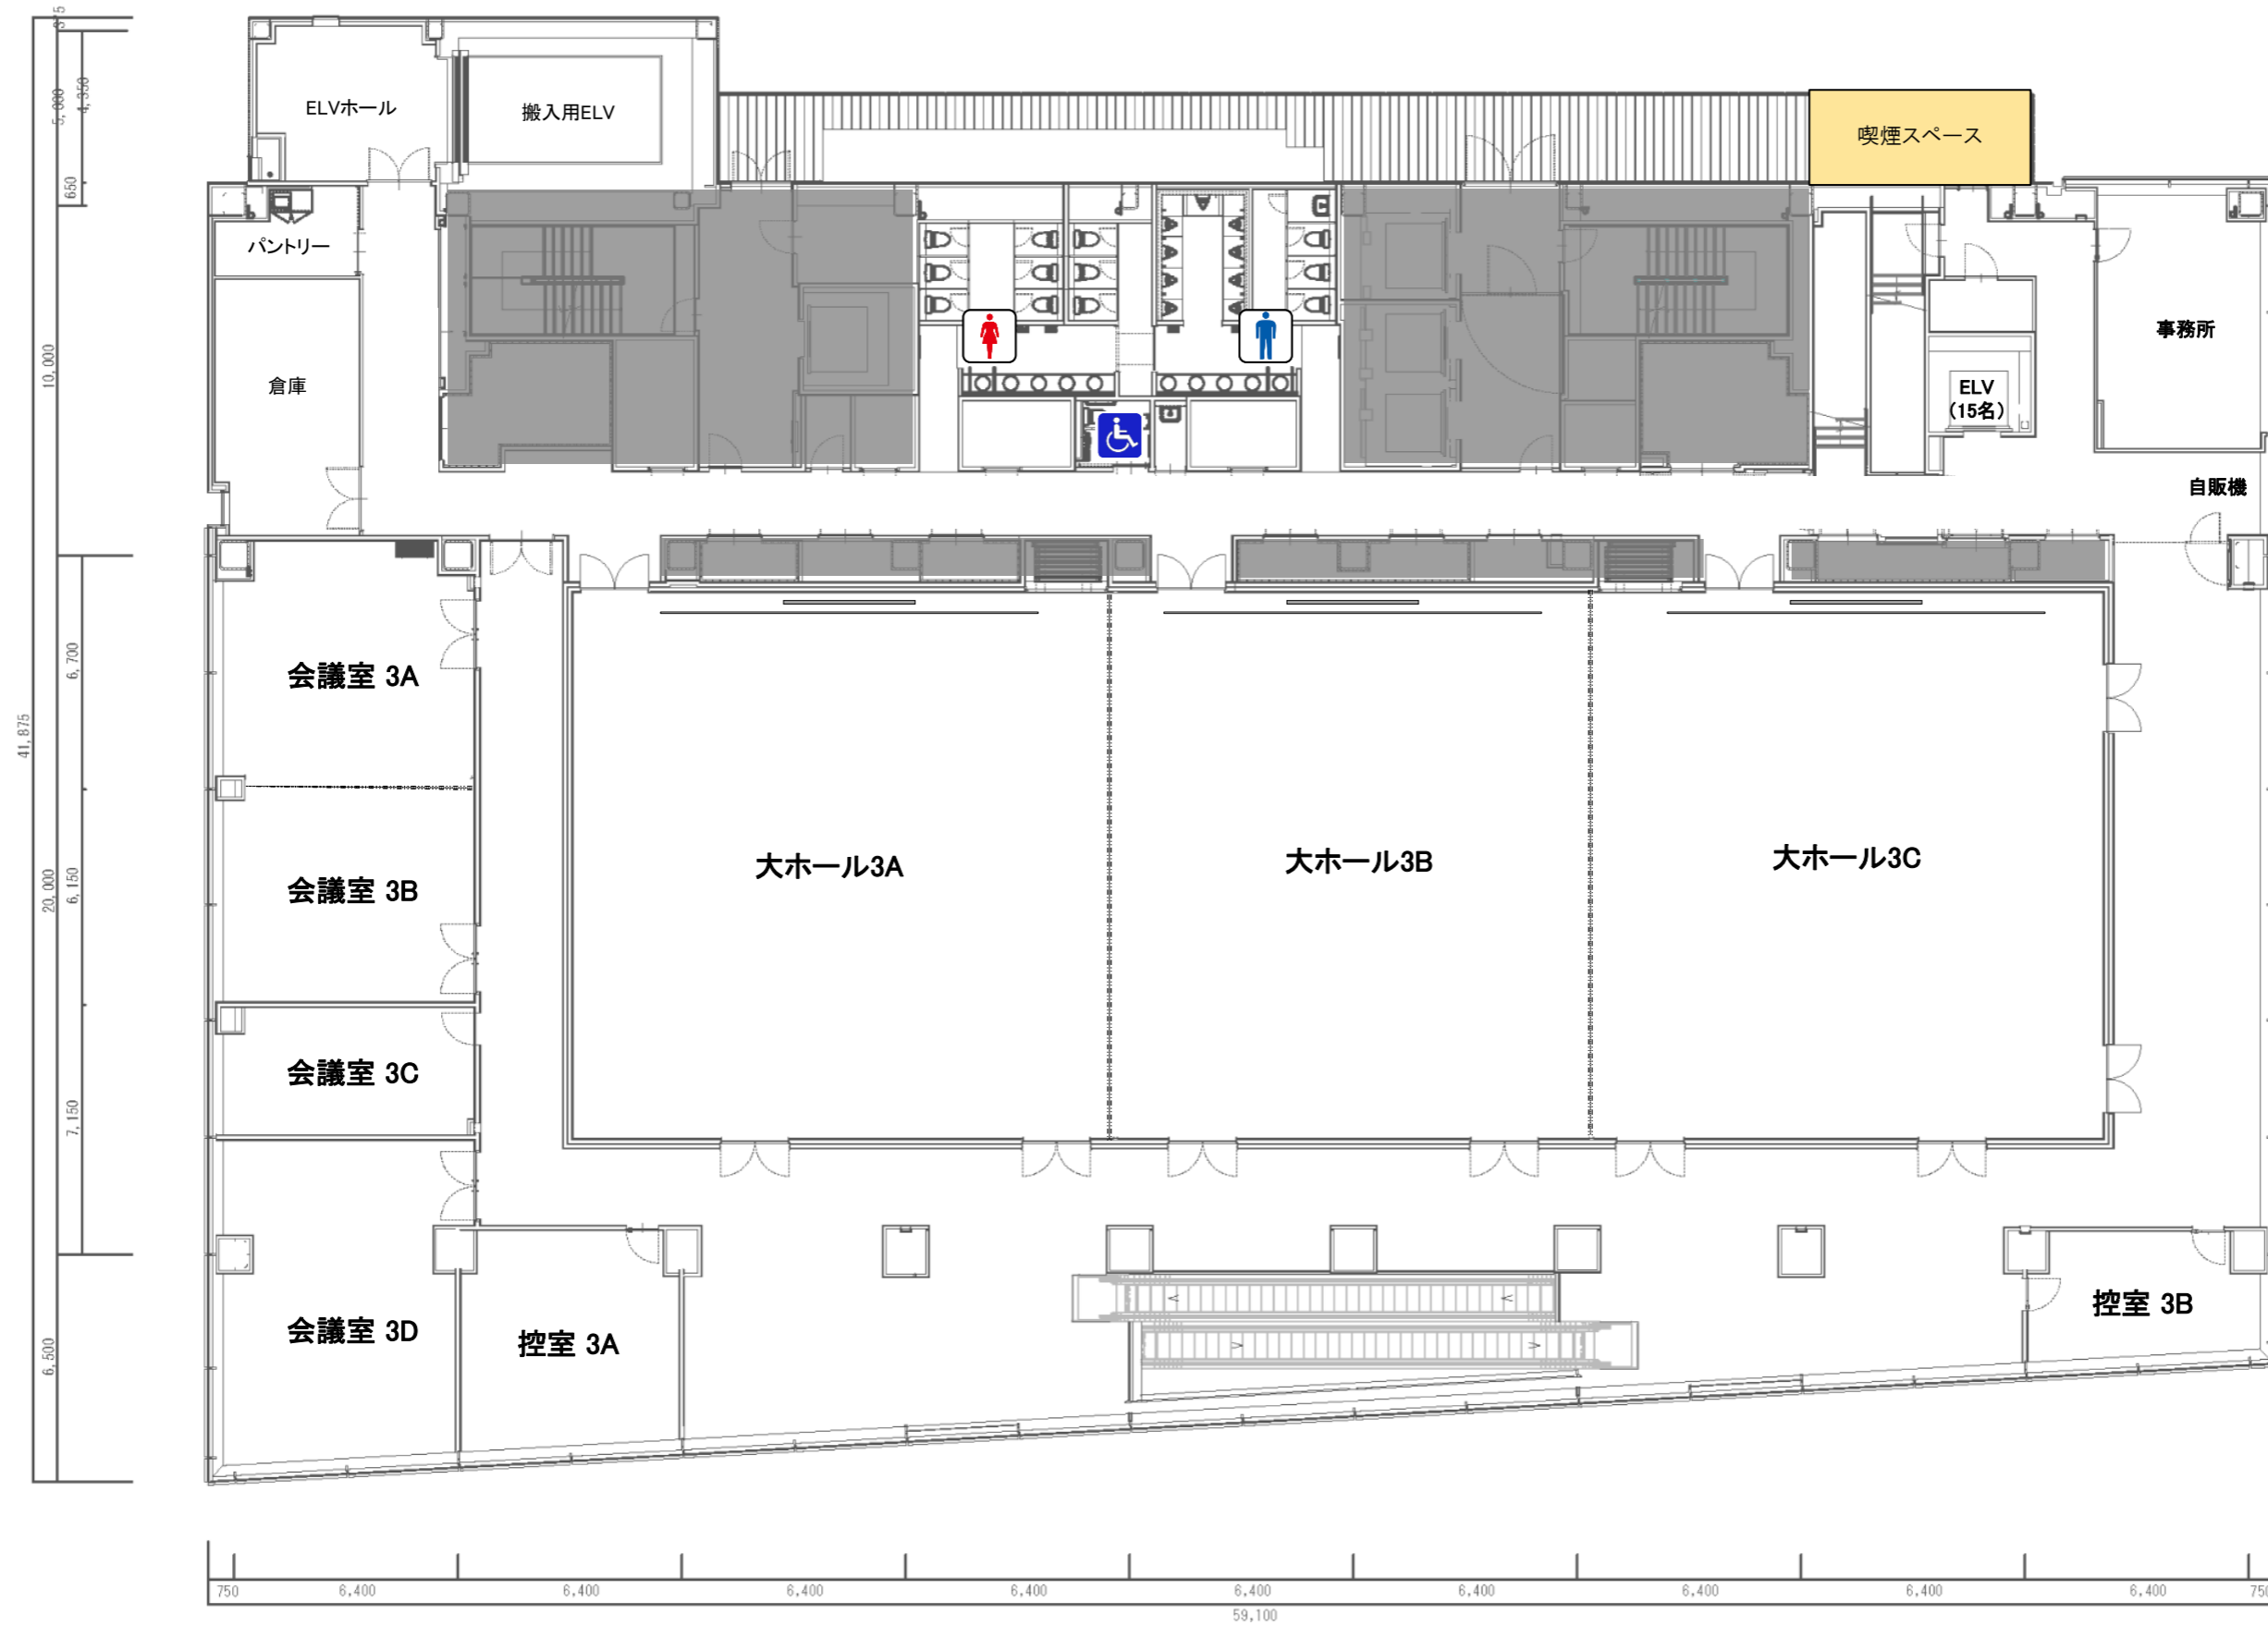 375
5,000
4,350
650
10,000
41,875
20,000
6,700
6,150
7,150
6,500
ELVホール
搬入用ELV
喫煙スペース
パントリー
倉庫
事務所
ELV
(15名)
自販機
会議室 3A
会議室 3B
会議室 3C
会議室 3D
大ホール3A
大ホール3B
大ホール3C
控室 3A
控室 3B
750
6,400
6,400
6,400
6,400
6,400
6,400
6,400
6,400
6,400
750
59,100